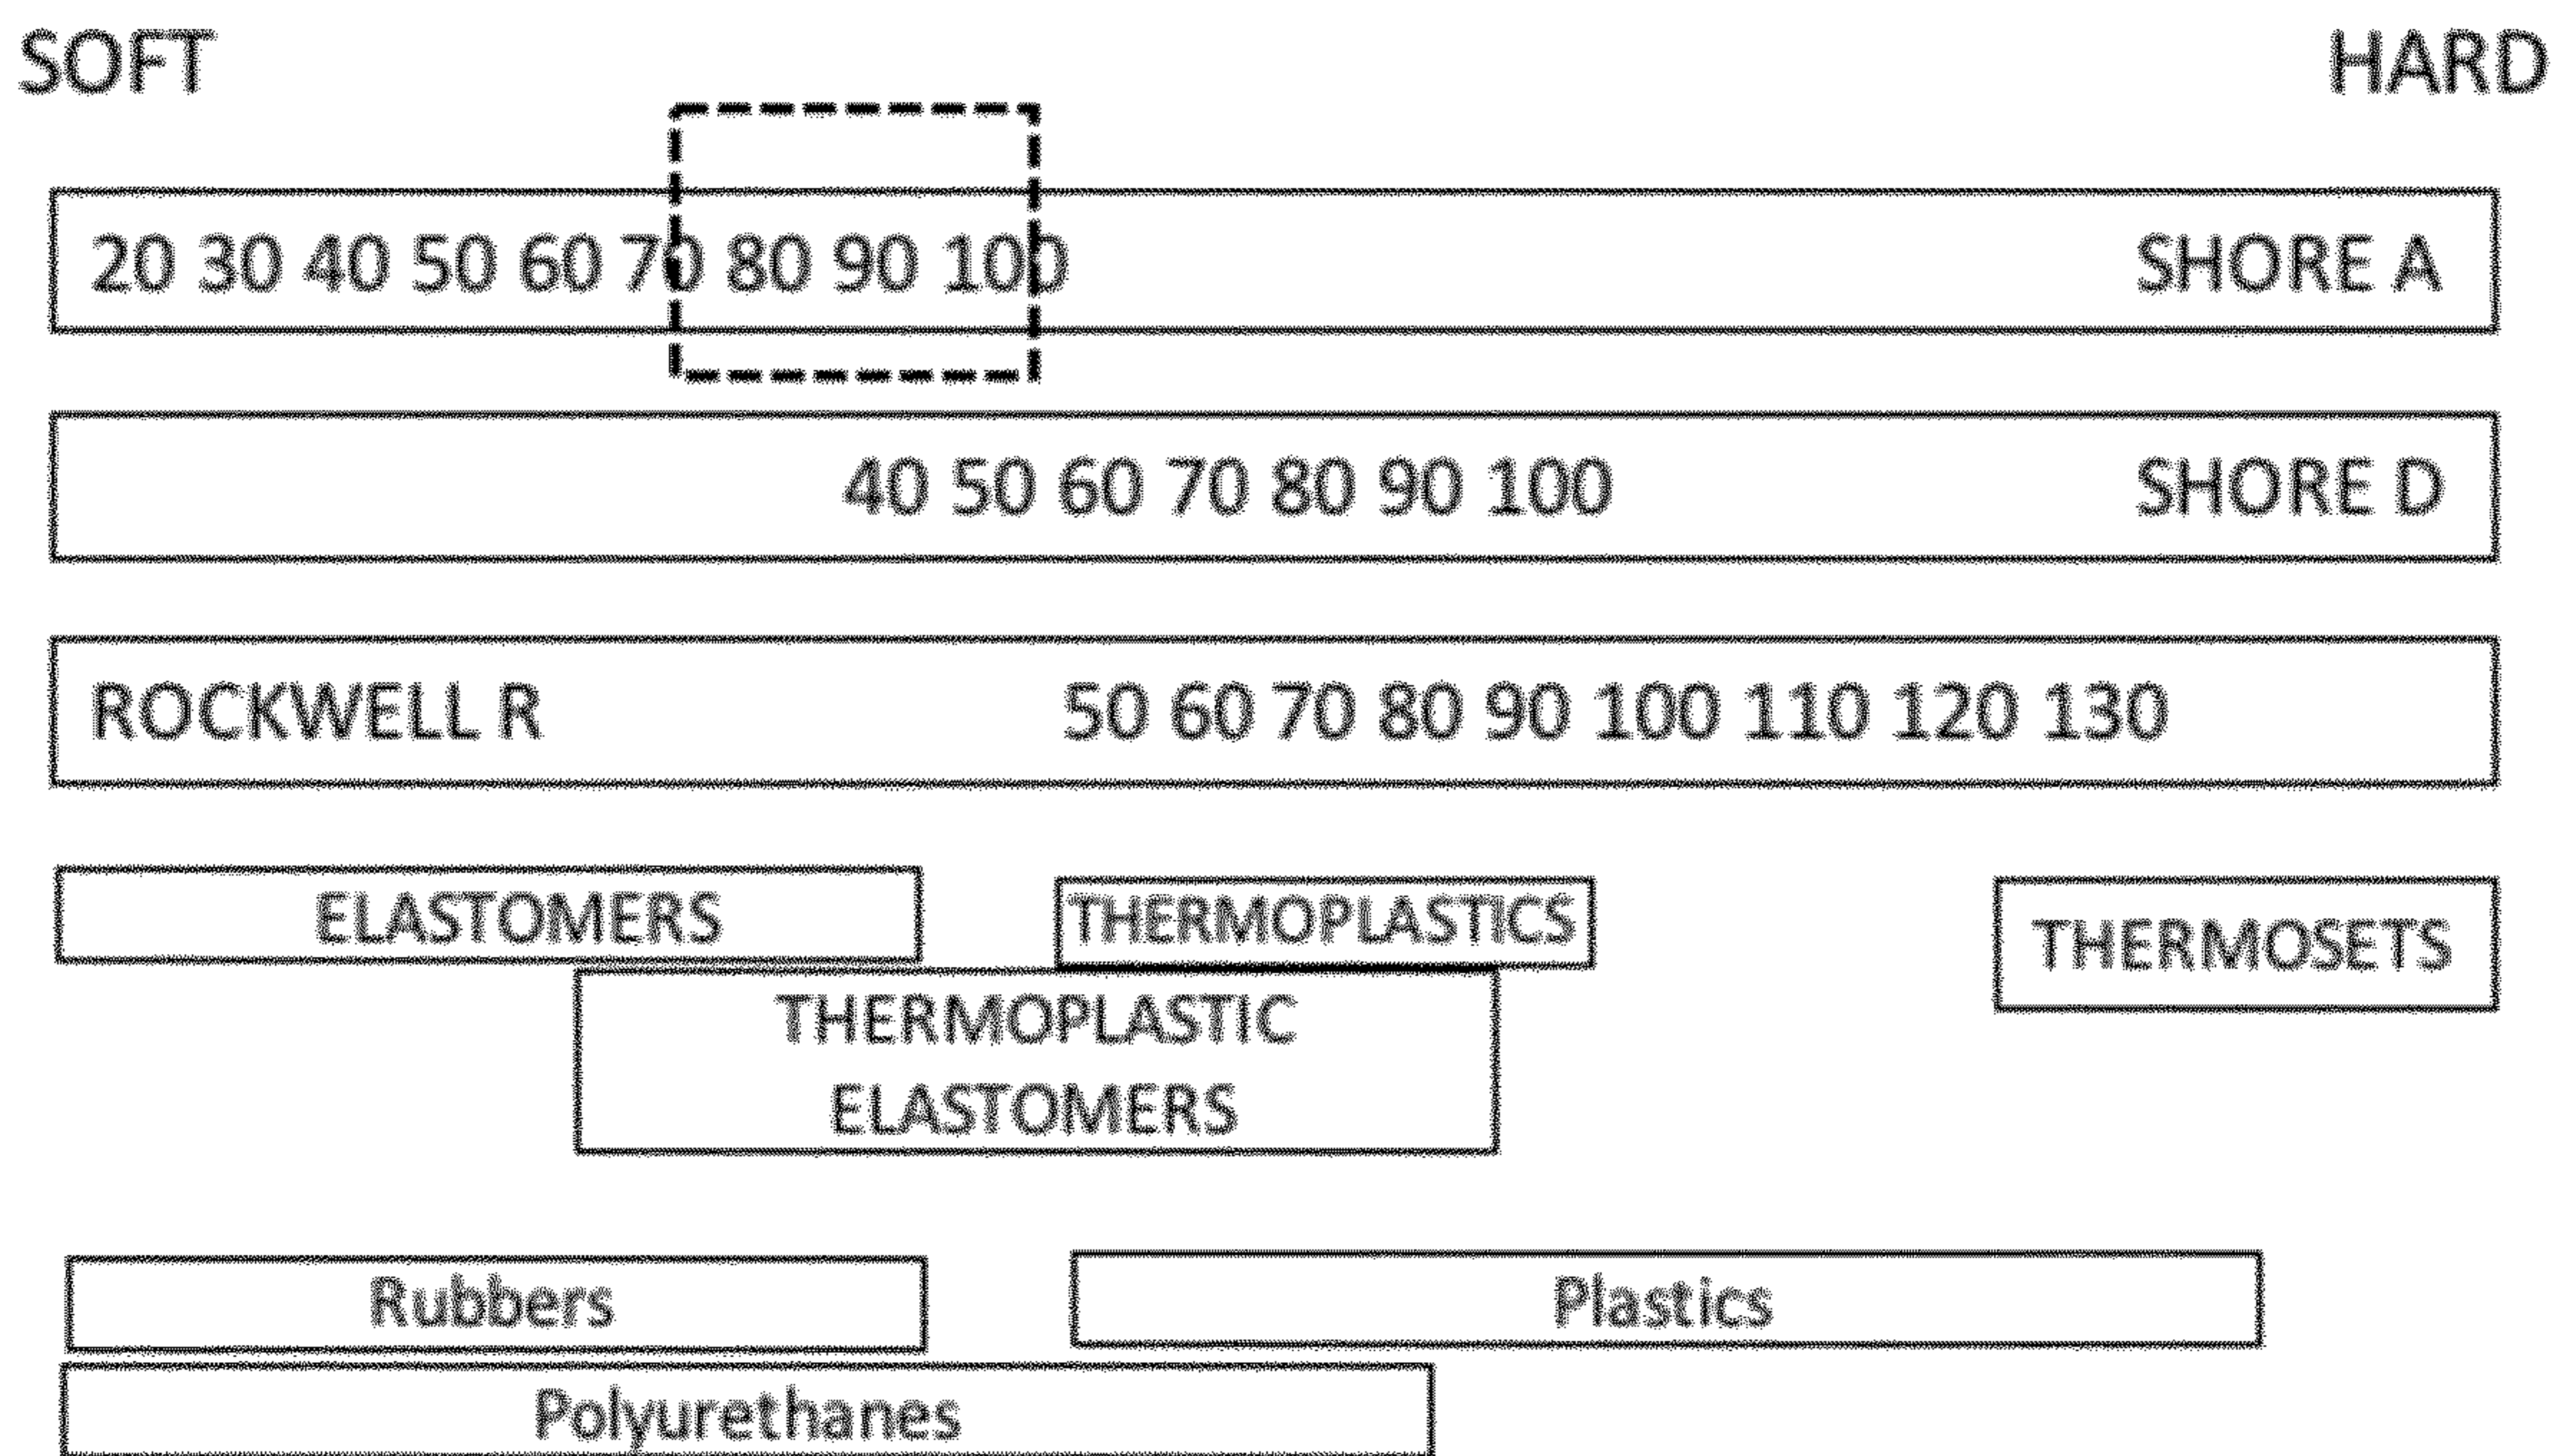 SOFT HARD
20 30 40 50 60 70 80 90 100 SHORE A
40 50 60 70 80 90 100 SHORE D
ROCKWELL R 50 60 70 80 90 100 110 120 130
ELASTOMERS THERMOPLASTICS THERMOSETS
THERMOPLASTIC
ELASTOMERS
Rubbers Plastics
Polyurethanes